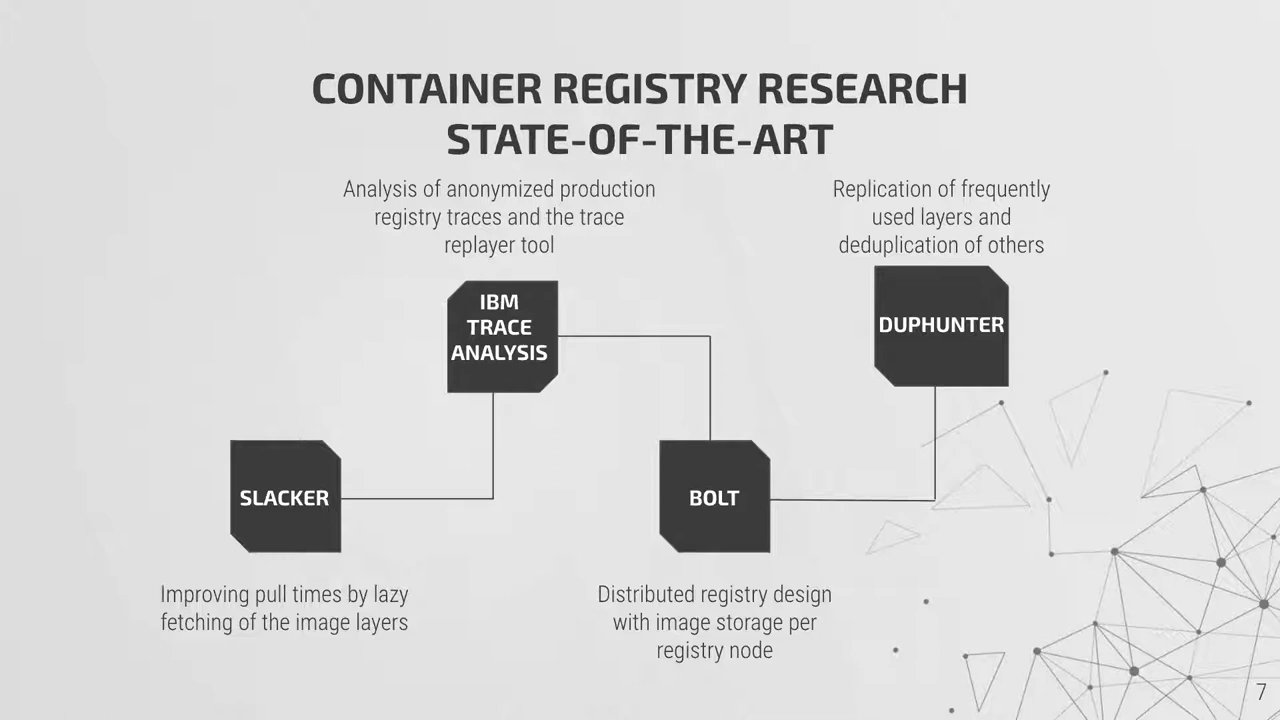 CONTAINER REGISTRY RESEARCH
STATE-OF-THE-ART
Analysis of anonymized production
registry traces and the trace
replayer tool
Replication of frequently
used layers and
deduplication of others
IBM
TRACE
ANALYSIS
DUPHUNTER
SLACKER
BOLT
Improving pull times by lazy
fetching of the image layers
Distributed registry design
with image storage per
registry node
7